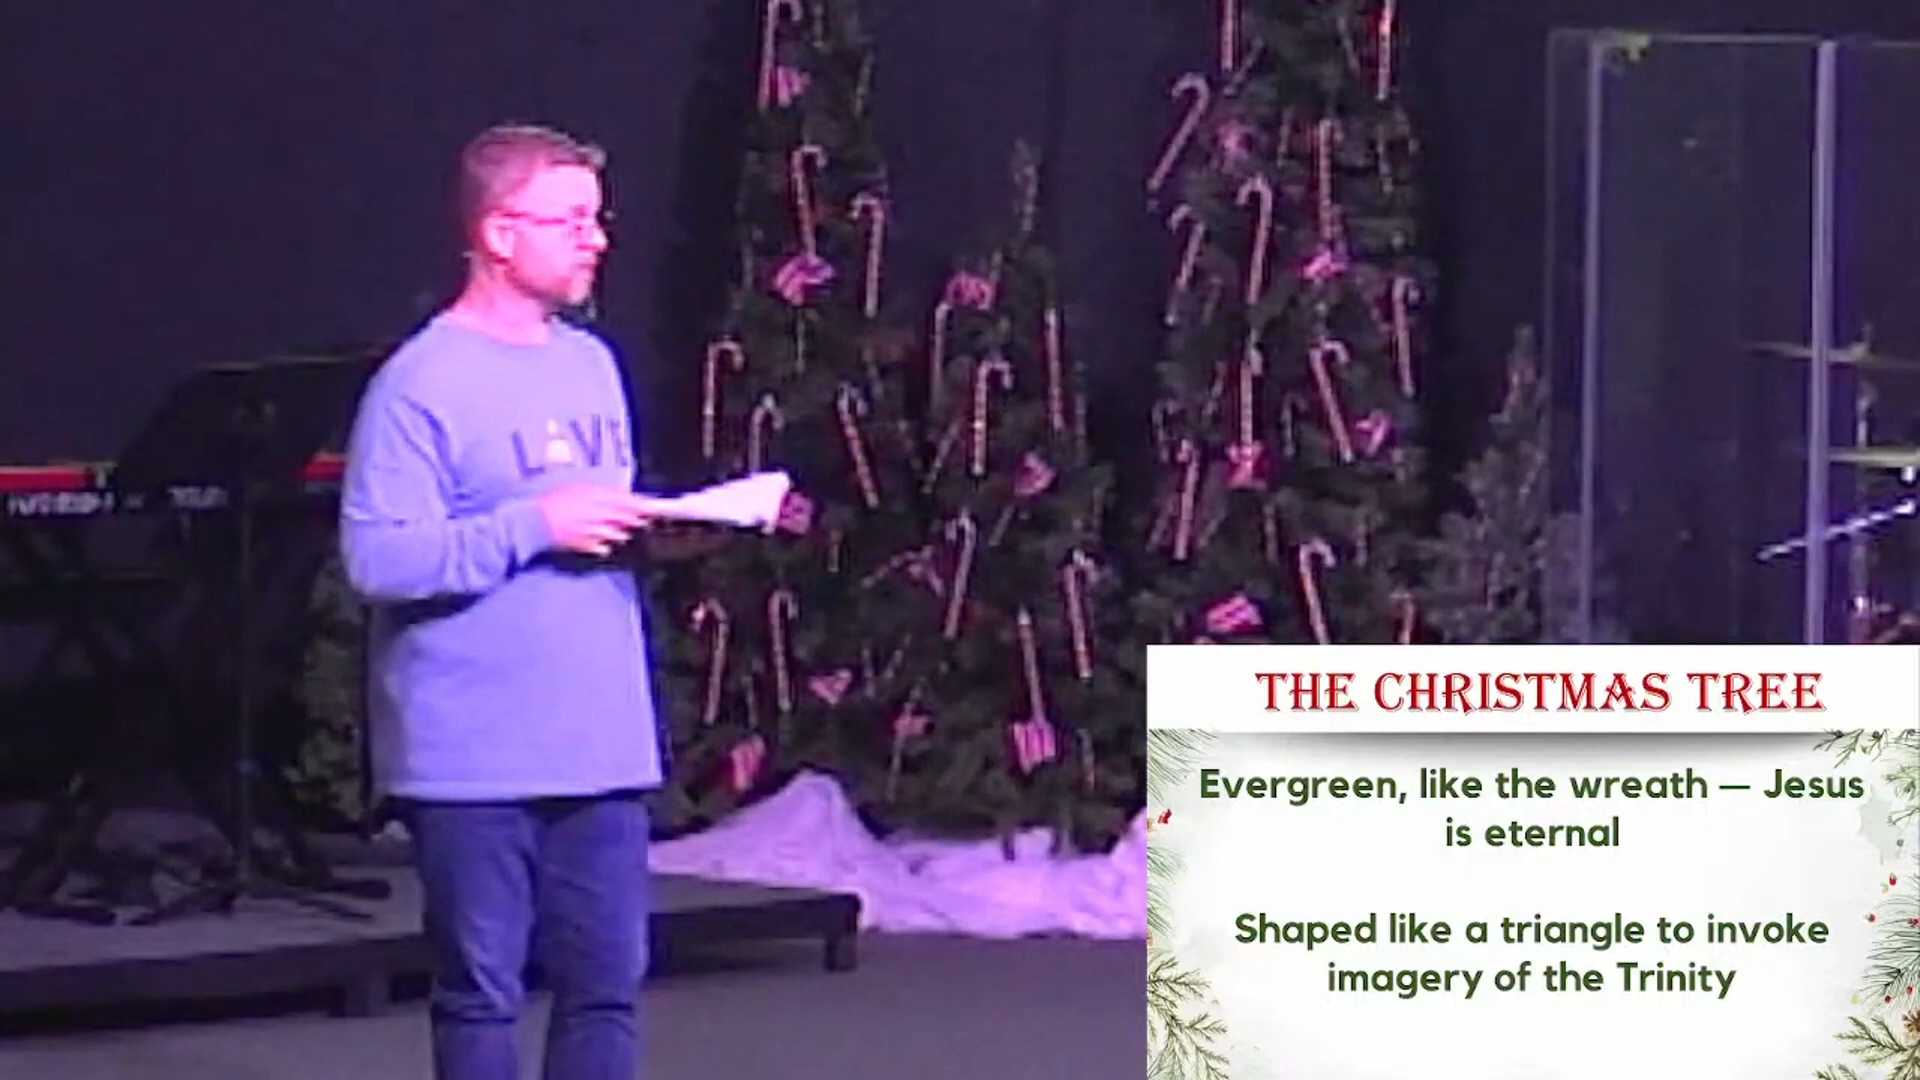 LOVE
THE CHRISTMAS TREE
Evergreen, like the wreath — Jesus
is eternal
Shaped like a triangle to invoke
imagery of the Trinity